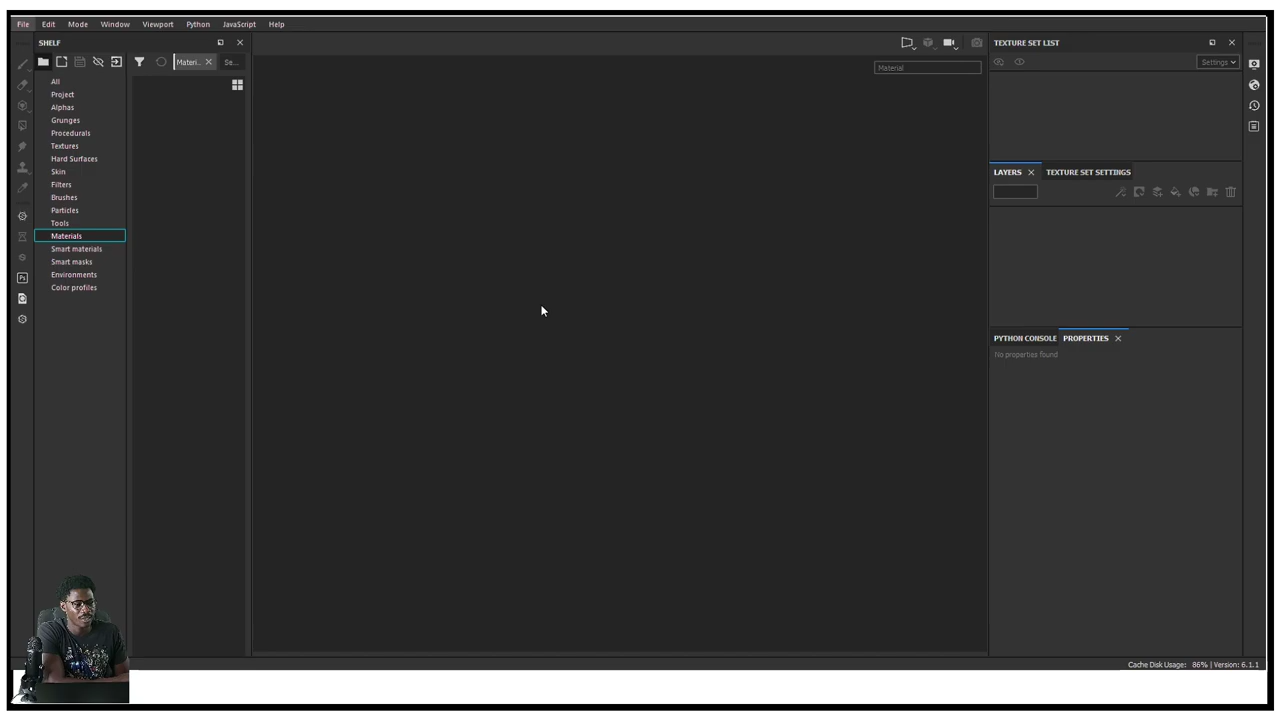 File Edit Mode Window Viewport Python JavaScript Help
SHELF
Materi... Se...
All
Project
Alphas
Grunges
Procedurals
Textures
Hard Surfaces
Skin
Filters
Brushes
Particles
Tools
Materials
Smart materials
Smart masks
Environments
Color profiles
Ps
Material
TEXTURE SET LIST
Settings
LAYERS TEXTURE SET SETTINGS
PYTHON CONSOLE PROPERTIES
No properties found
Cache Disk Usage: 86% | Version: 6.1.1